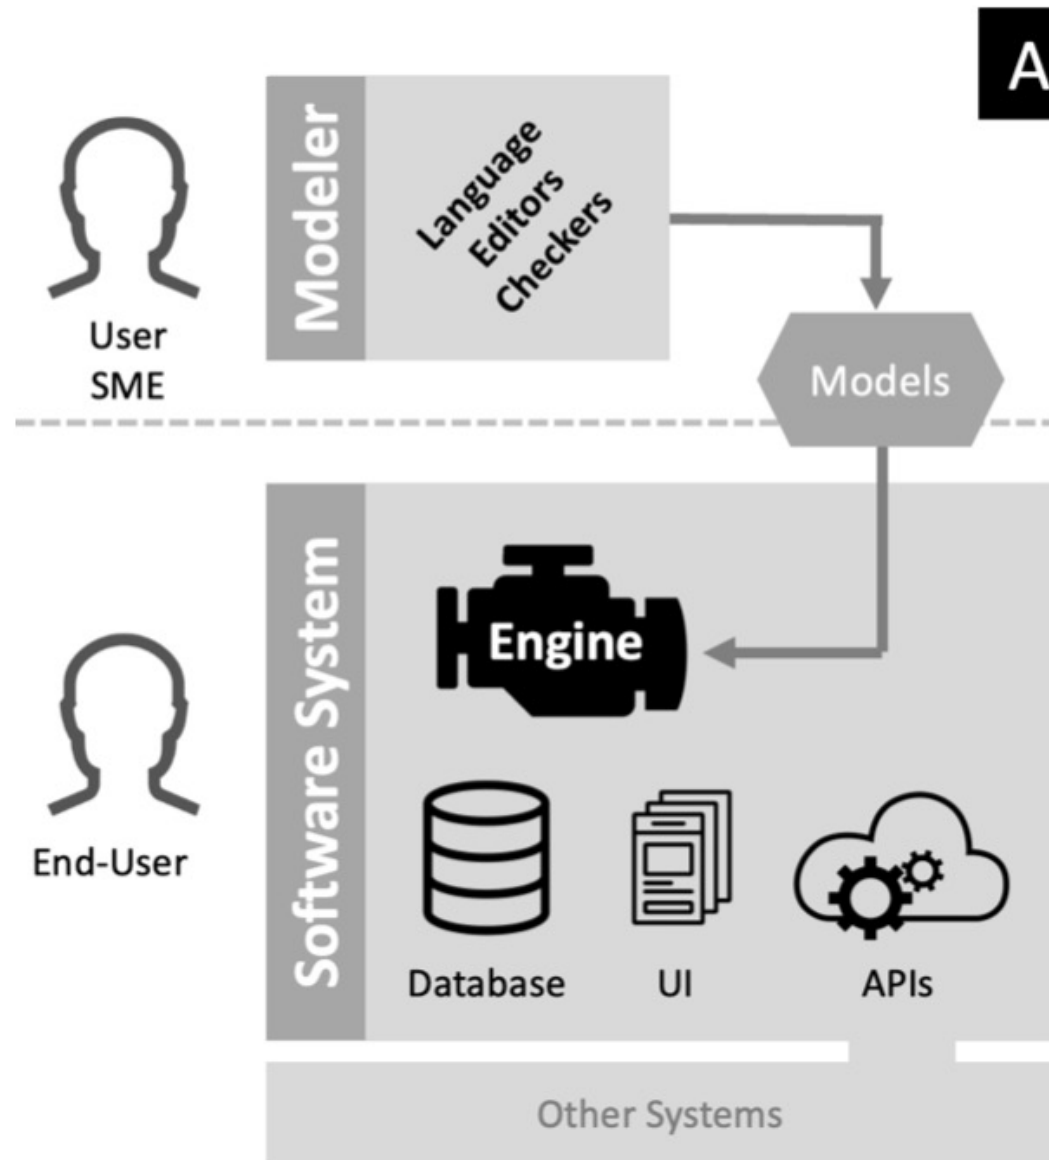 A
Modeler
Language
Editors
Checkers
User
SME
Models
Software System
Engine
End-User
Database
UI
APIs
Other Systems